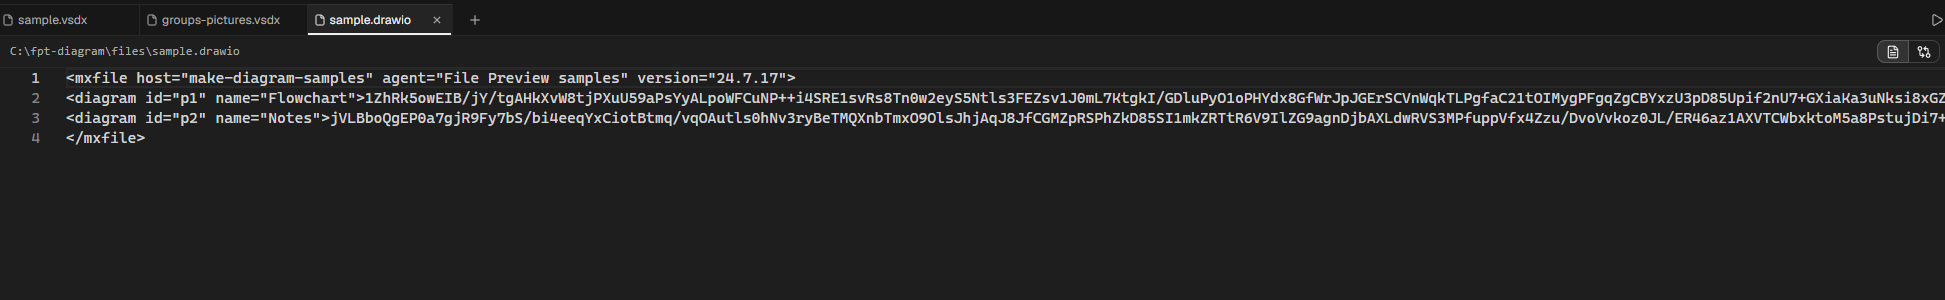 sample.vsdx
groups-pictures.vsdx
sample.drawio
C:\fpt-diagram\files\sample.drawio
1 <mxfile host="make-diagram-samples" agent="File Preview samples" version="24.7.17">
2 <diagram id="p1" name="Flowchart">1ZhRk5owEIB/jY/tgAHkXvW8tjPXuU59aPsYyALpoWFCuNP++i4SRE1svRs8Tn0w2eyS5Ntls3FEZsv1J0mL7KtgkI/GDluPyO1oPHYdx8GfWrJpJGErSCVnWqkTLPgfaC21tOIMygPFgqZgCBYxzU3pD85Upif2nU7+GXiaKa3uNksi8xGZ
3 <diagram id="p2" name="Notes">jVLBboQgEP0a7gjR9Fy7bS/bi4eeqYxCiotBtmq/vqOAutls0hNv3ryBeTMQXnbTmxO9OlsJhjAqJ8JfCGMZpRSPhZkD85SI1mkZRTtR6V9IlZG9agnDjbAXLdwRVS3MPfuppVfx4Zzu/DvoVvkoz0JL/ER46az1AXVTCWbxktoM5a8PstujDi7+
4 </mxfile>